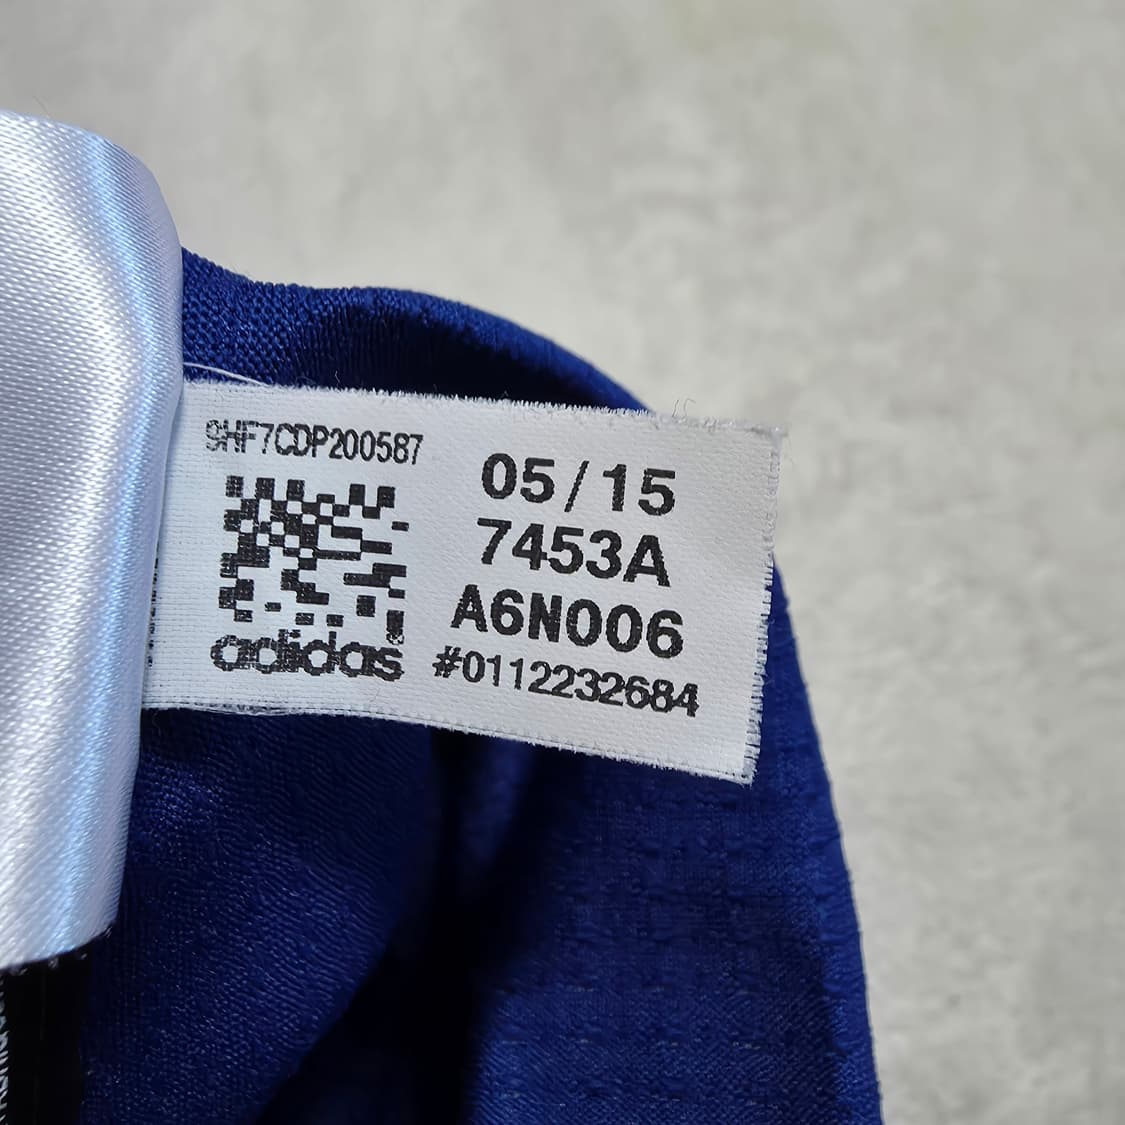 SHF7CDP200587
adidas
05/15
7453A
A6N006
#0112232684